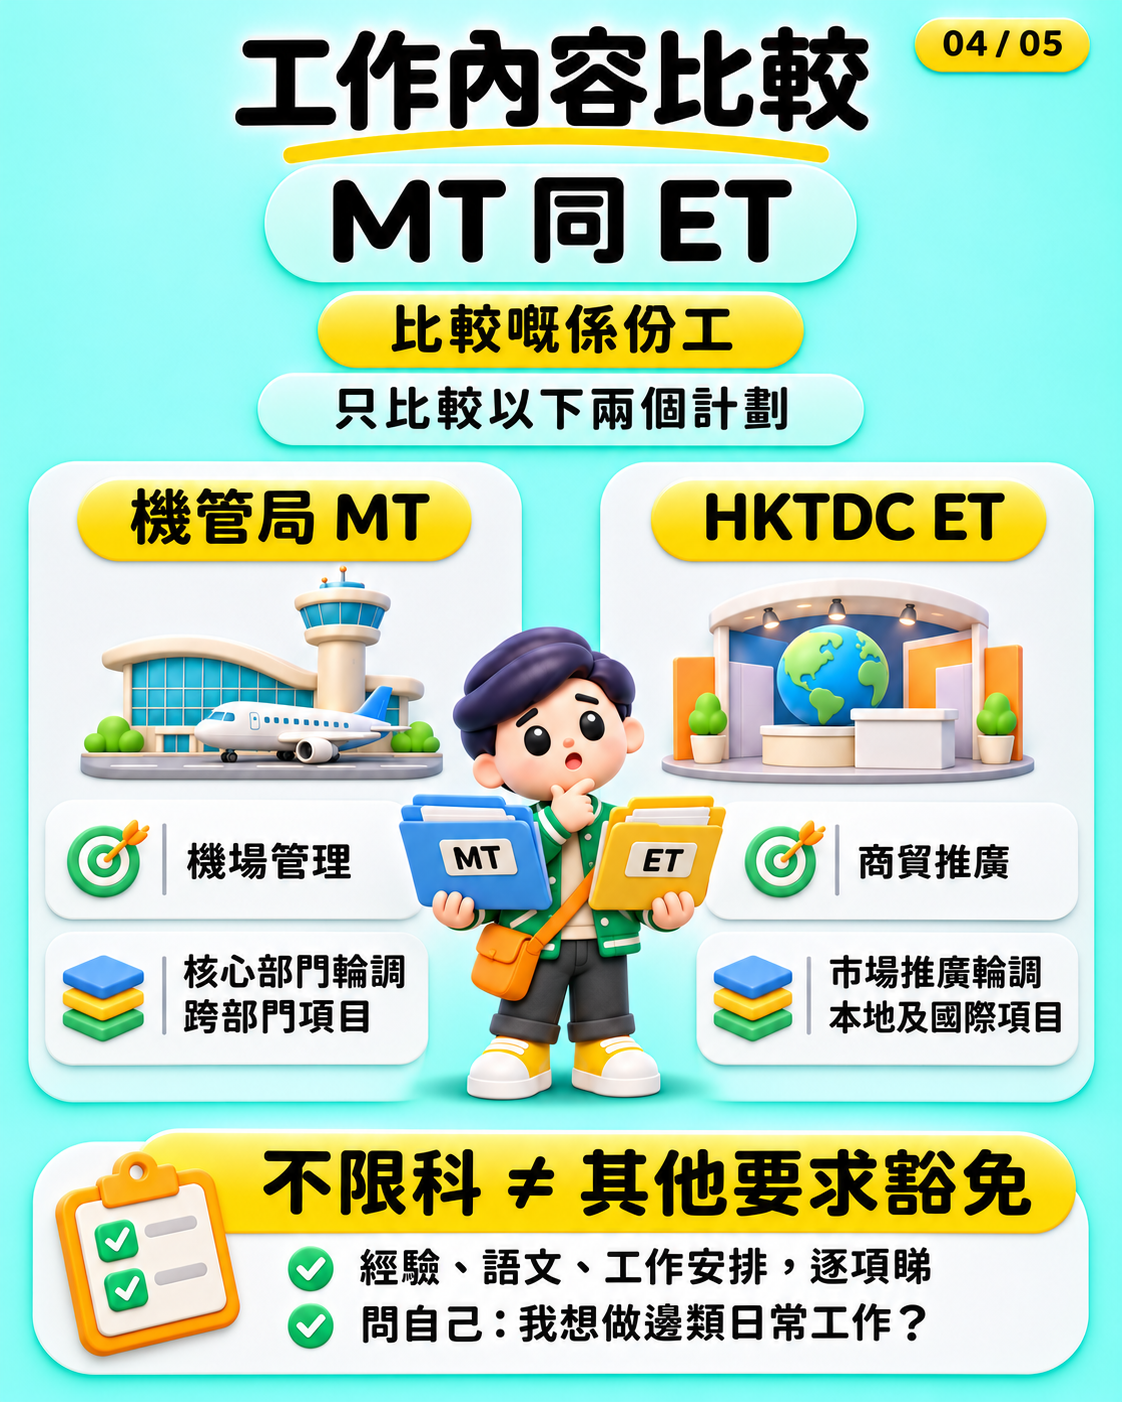 04 / 05
工作內容比較
MT 同 ET
比較嘅係份工
只比較以下兩個計劃
機管局 MT
機場管理
核心部門輪調
跨部門項目
HKTDC ET
商貿推廣
市場推廣輪調
本地及國際項目
MT
ET
不限科 ≠ 其他要求豁免
經驗、語文、工作安排，逐項睇
問自己：我想做邊類日常工作？